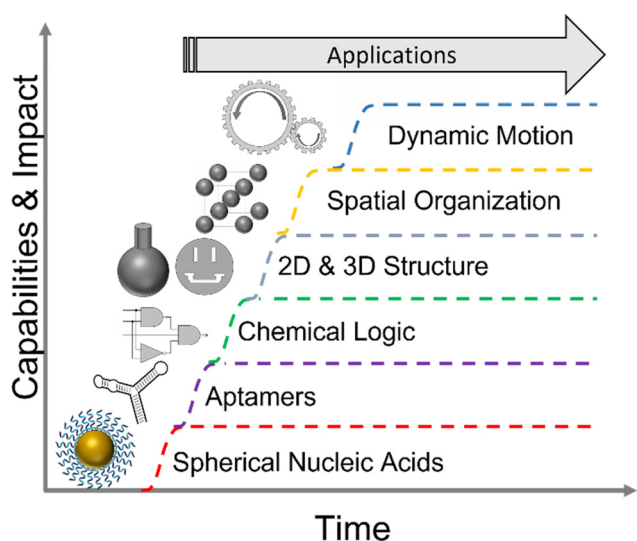 Applications
Dynamic Motion
Spatial Organization
2D & 3D Structure
Chemical Logic
Aptamers
Spherical Nucleic Acids
Capabilities & Impact
Time